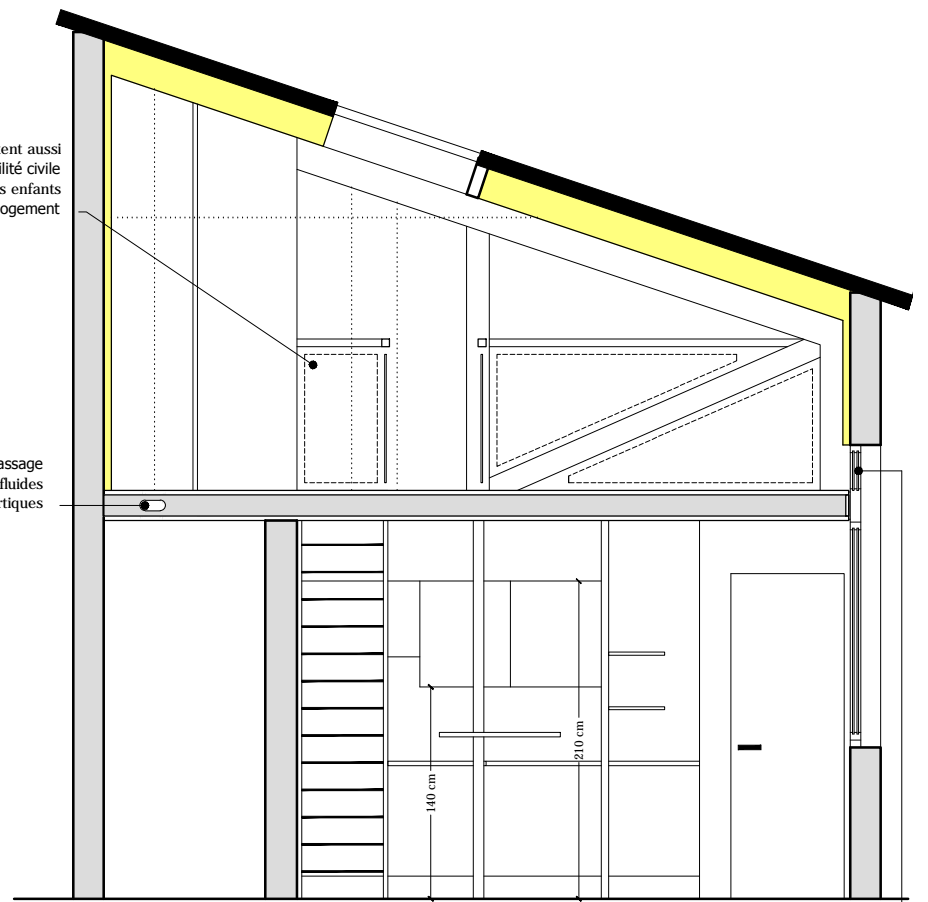 ent aussi
ilité civile
s enfants
ogement
assage
fluides
rtiques
210 cm
140 cm